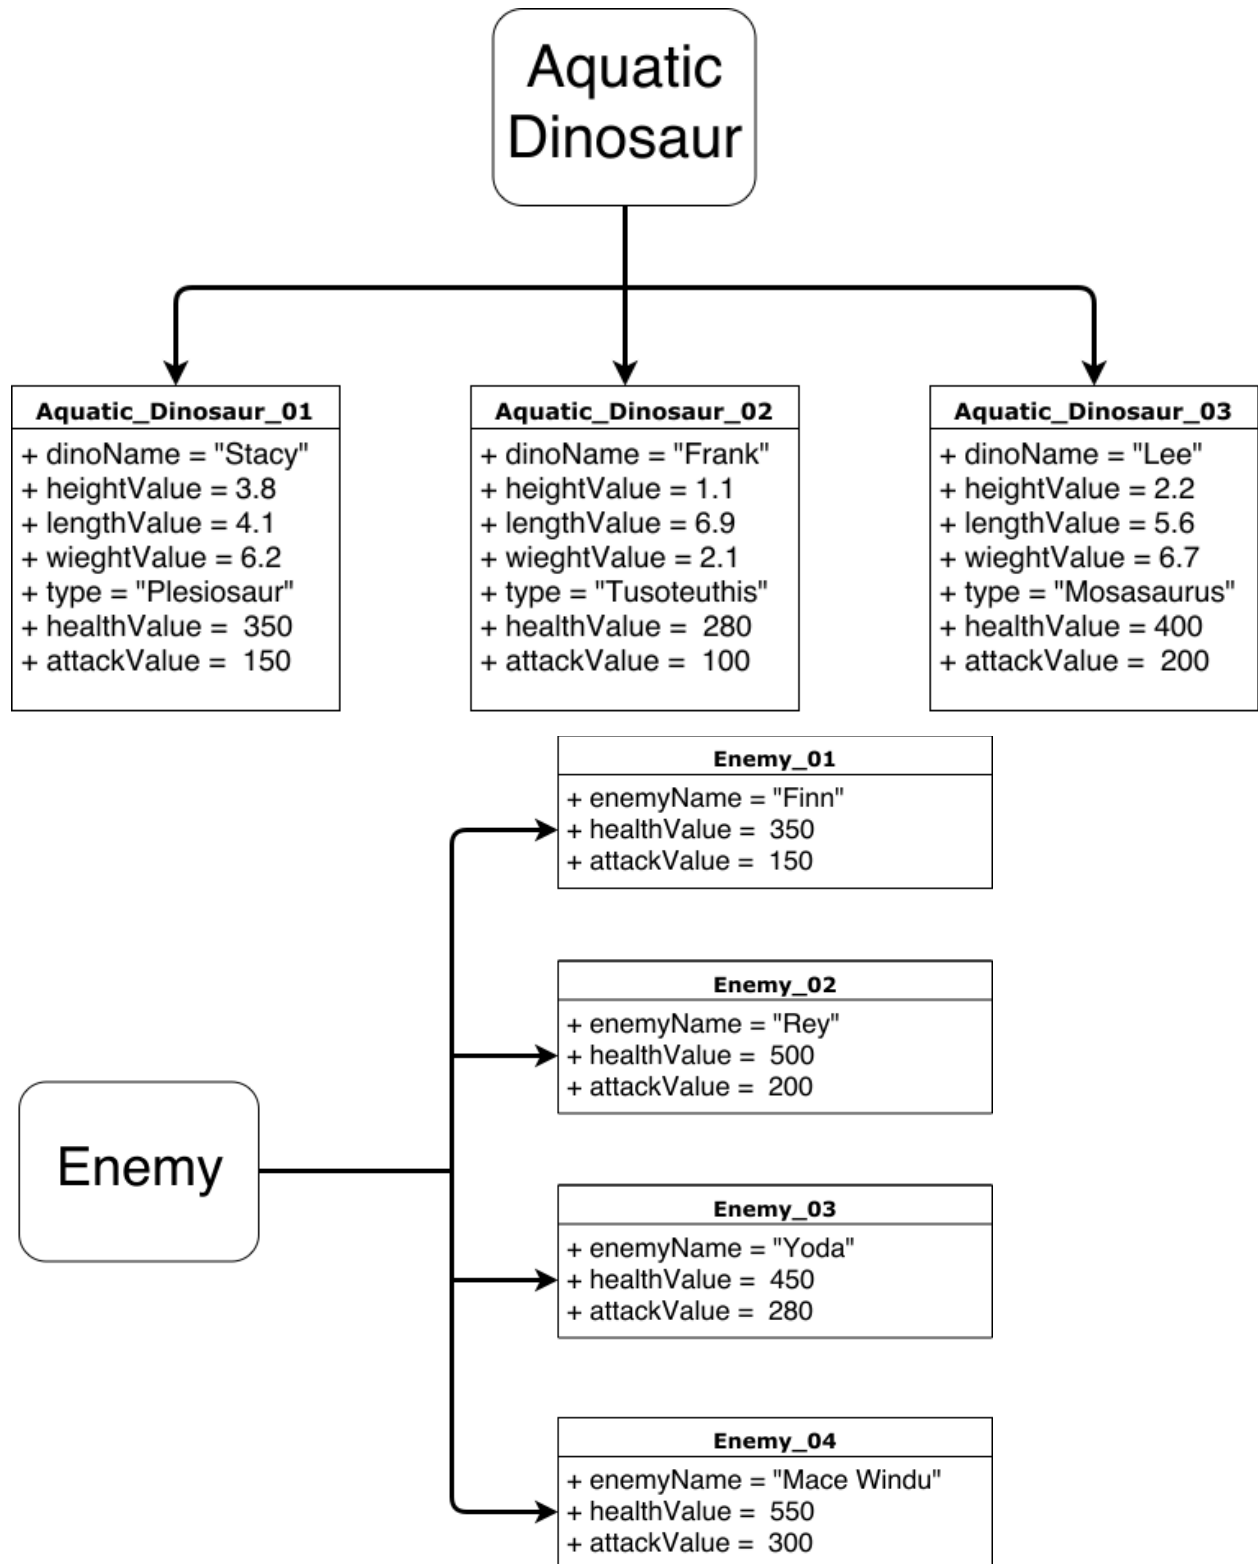 Aquatic
Dinosaur
Aquatic_Dinosaur_01
+ dinoName = "Stacy"
+ heightValue = 3.8
+ lengthValue = 4.1
+ wieghtValue = 6.2
+ type = "Plesiosaur"
+ healthValue =  350
+ attackValue =  150
Aquatic_Dinosaur_02
+ dinoName = "Frank"
+ heightValue = 1.1
+ lengthValue = 6.9
+ wieghtValue = 2.1
+ type = "Tusoteuthis"
+ healthValue =  280
+ attackValue =  100
Aquatic_Dinosaur_03
+ dinoName = "Lee"
+ heightValue = 2.2
+ lengthValue = 5.6
+ wieghtValue = 6.7
+ type = "Mosasaurus"
+ healthValue = 400
+ attackValue =  200
Enemy
Enemy_01
+ enemyName = "Finn"
+ healthValue =  350
+ attackValue =  150
Enemy_02
+ enemyName = "Rey"
+ healthValue =  500
+ attackValue =  200
Enemy_03
+ enemyName = "Yoda"
+ healthValue =  450
+ attackValue =  280
Enemy_04
+ enemyName = "Mace Windu"
+ healthValue =  550
+ attackValue =  300